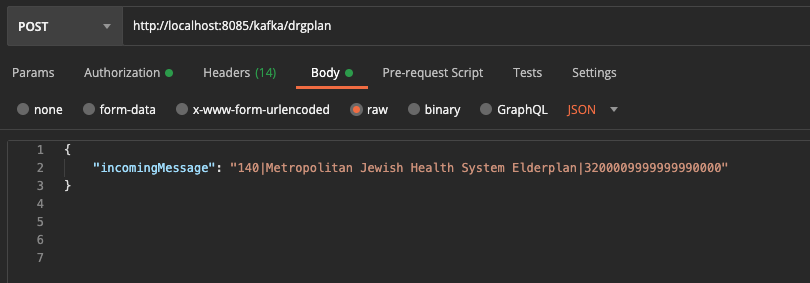 POST http://localhost:8085/kafka/drgplan
Params Authorization Headers (14) Body Pre-request Script Tests Settings
none form-data x-www-form-urlencoded raw binary GraphQL JSON
1 {
2 "incomingMessage": "140|Metropolitan Jewish Health System Elderplan|3200009999999990000"
3 }
4
5
6
7